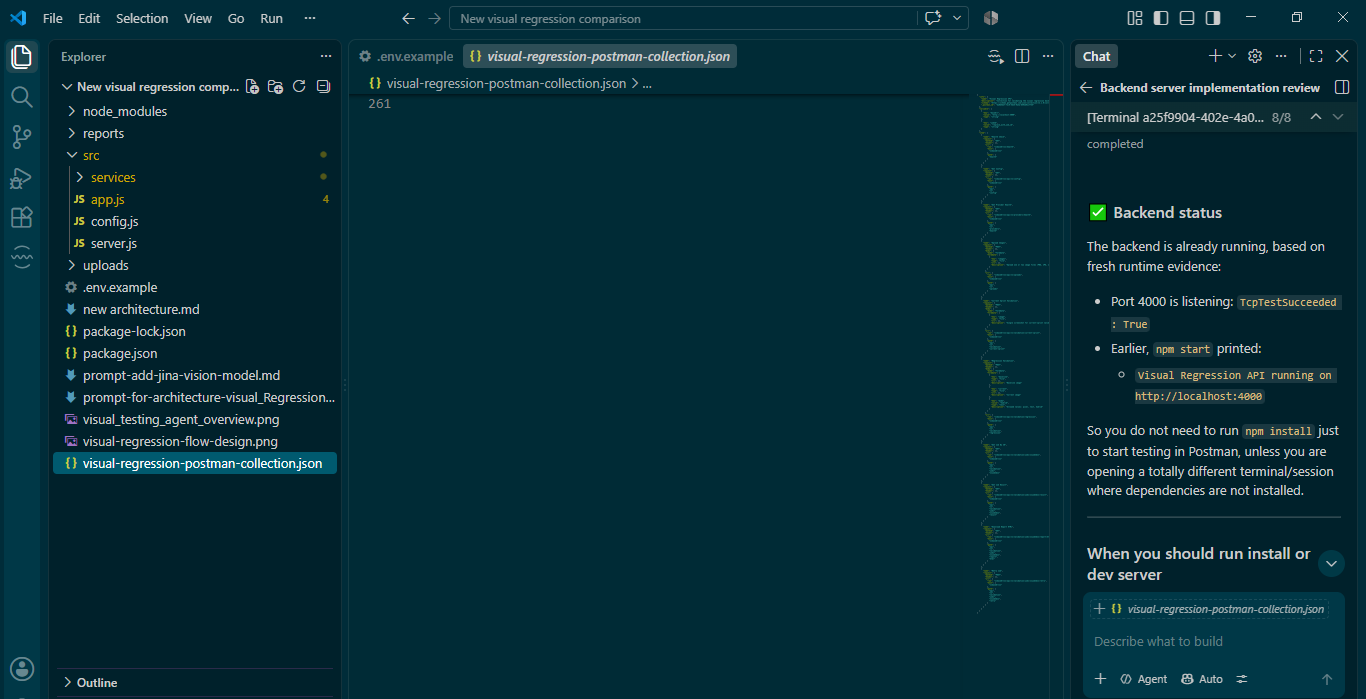 File Edit Selection View Go Run ···
New visual regression comparison
Explorer
New visual regression comp...
node_modules
reports
src
services
JS app.js 4
JS config.js
JS server.js
uploads
.env.example
new architecture.md
{} package-lock.json
{} package.json
prompt-add-jina-vision-model.md
prompt-for-architecture-visual_Regression...
visual_testing_agent_overview.png
visual-regression-flow-design.png
{} visual-regression-postman-collection.json
Outline
.env.example {} visual-regression-postman-collection.json
{} visual-regression-postman-collection.json > ...
261
Chat
Backend server implementation review
[Terminal a25f9904-402e-4a0... 8/8
completed
✅ Backend status
The backend is already running, based on
fresh runtime evidence:
• Port 4000 is listening: TcpTestSucceeded
: True
• Earlier, npm start printed:
Visual Regression API running on
http://localhost:4000
So you do not need to run npm install just
to start testing in Postman, unless you are
opening a totally different terminal/session
where dependencies are not installed.
When you should run install or
dev server
{} visual-regression-postman-collection.json
Describe what to build
Agent Auto